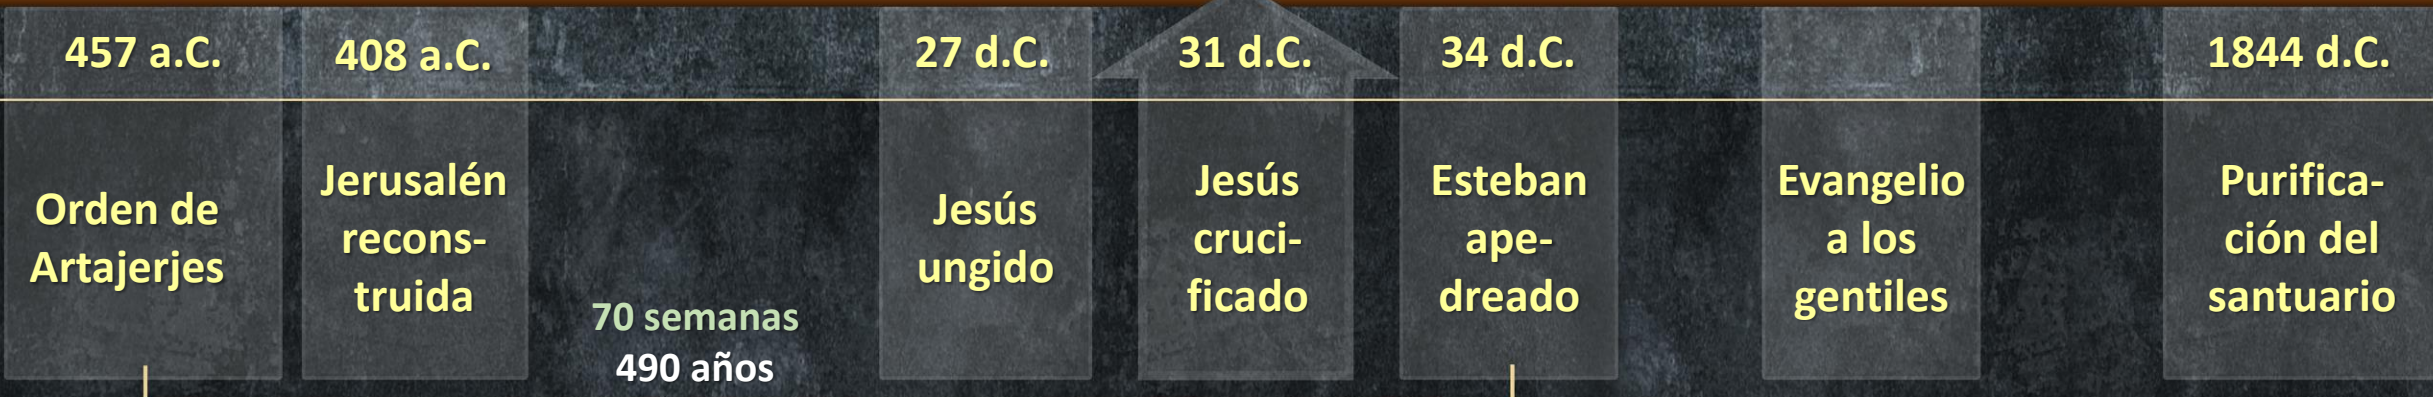 457 a.C.
408 a.C.
27 d.C.
31 d.C.
34 d.C.
1844 d.C.
Orden de
Artajerjes
Jerusalén
recons-
truida
70 semanas
490 años
Jesús
ungido
Jesús
cruci-
ficado
Esteban
ape-
dreado
Evangelio
a los
gentiles
Purifica-
ción del
santuario